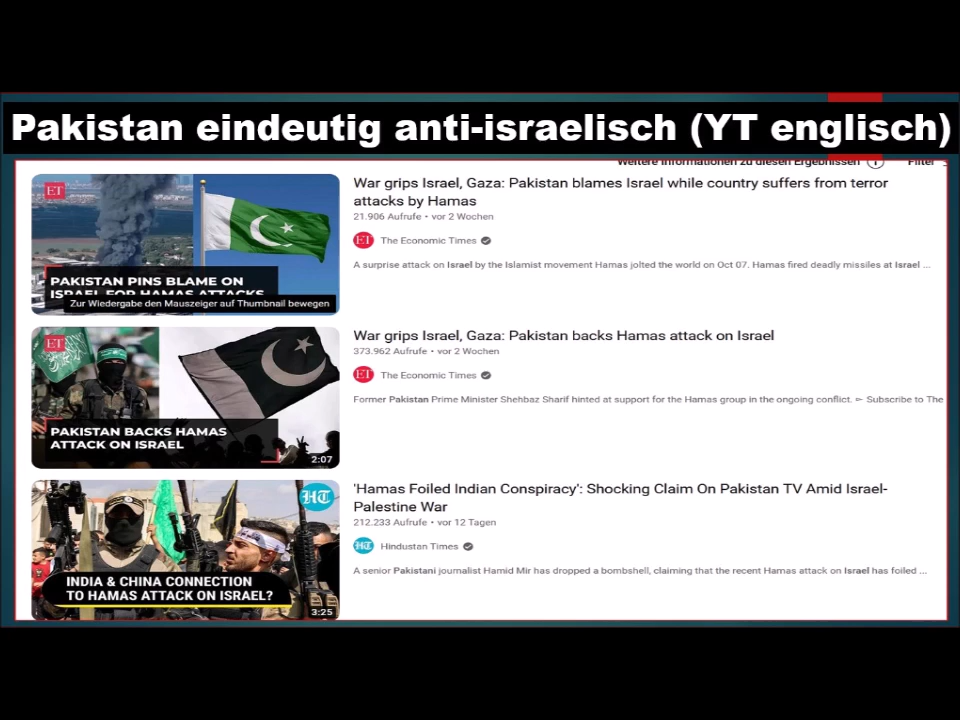 Pakistan eindeutig anti-israelisch (YT englisch)
Weitere Informationen zu diesen Ergebnissen
Filter
ET
PAKISTAN PINS BLAME ON
ISRAEL FOR HAMAS ATTACKS
Zur Wiedergabe den Mauszeiger auf Thumbnail bewegen
War grips Israel, Gaza: Pakistan blames Israel while country suffers from terror
attacks by Hamas
21.906 Aufrufe • vor 2 Wochen
ET The Economic Times
A surprise attack on Israel by the Islamist movement Hamas jolted the world on Oct 07. Hamas fired deadly missiles at Israel ...
ET
PAKISTAN BACKS HAMAS
ATTACK ON ISRAEL
2:07
War grips Israel, Gaza: Pakistan backs Hamas attack on Israel
373.962 Aufrufe • vor 2 Wochen
ET The Economic Times
Former Pakistan Prime Minister Shehbaz Sharif hinted at support for the Hamas group in the ongoing conflict. ► Subscribe to The
HT
INDIA & CHINA CONNECTION
TO HAMAS ATTACK ON ISRAEL?
3:25
'Hamas Foiled Indian Conspiracy': Shocking Claim On Pakistan TV Amid Israel-
Palestine War
212.233 Aufrufe • vor 12 Tagen
HT Hindustan Times
A senior Pakistani journalist Hamid Mir has dropped a bombshell, claiming that the recent Hamas attack on Israel has foiled ...